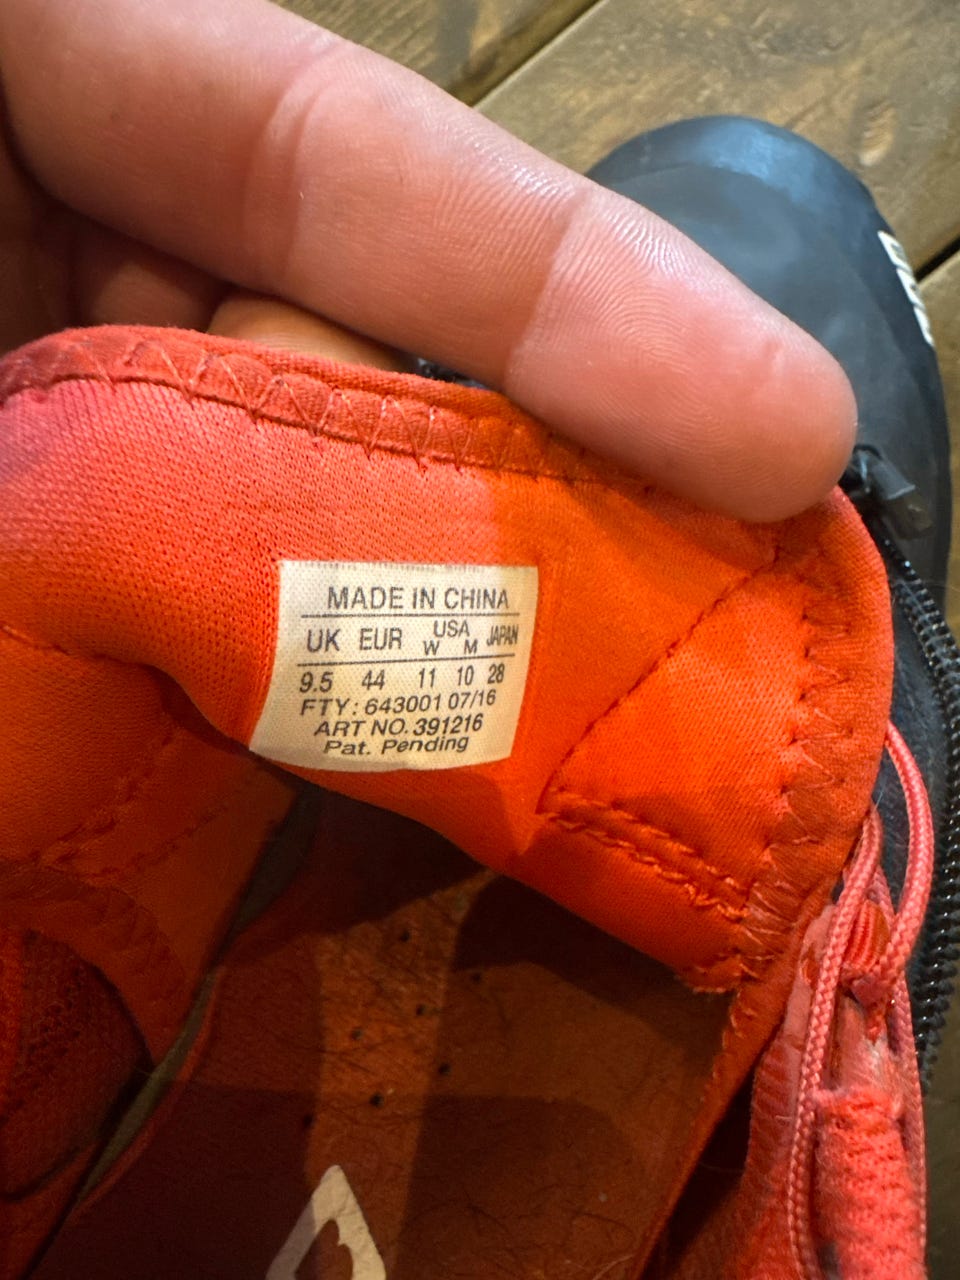 MADE IN CHINA
UK EUR USA W M JAPAN
9.5 44 11 10 28
FTY: 643001 07/16
ART NO. 391216
Pat. Pending